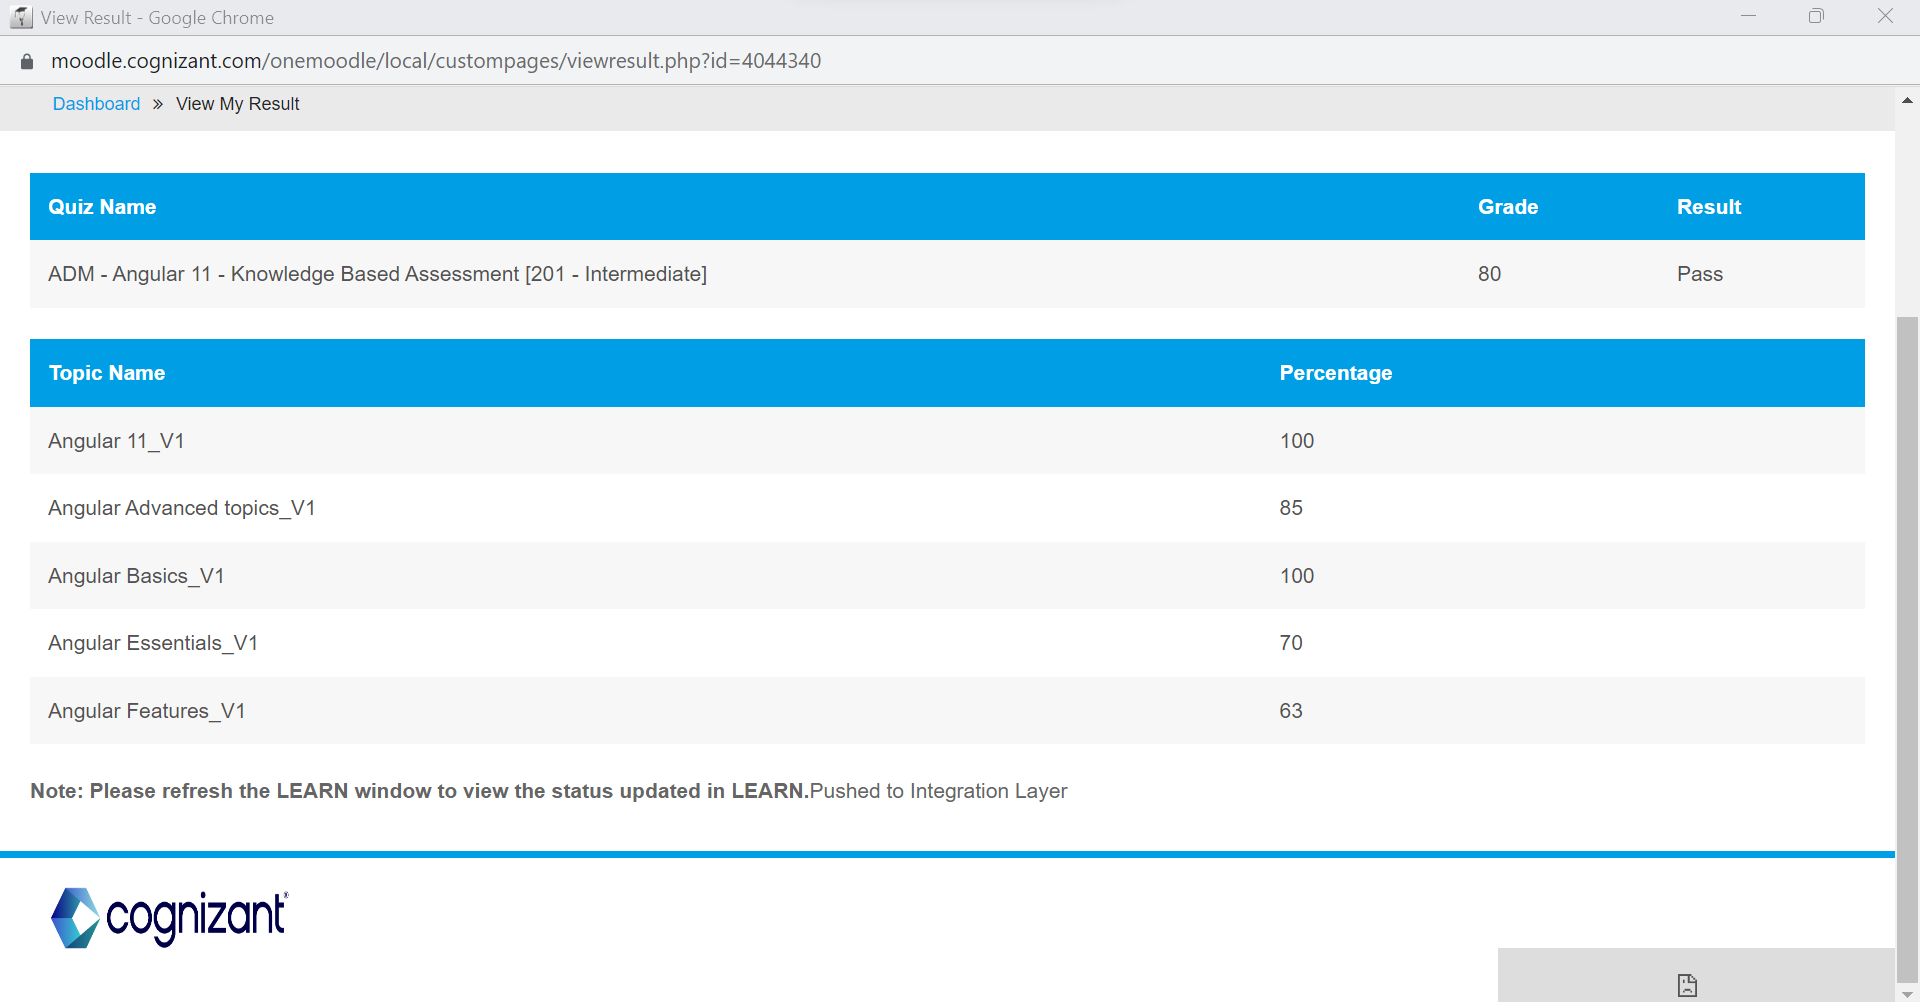 View Result - Google Chrome
moodle.cognizant.com/onemoodle/local/custompages/viewresult.php?id=4044340
Dashboard » View My Result
Quiz Name Grade Result
ADM - Angular 11 - Knowledge Based Assessment [201 - Intermediate] 80 Pass
Topic Name Percentage
Angular 11_V1 100
Angular Advanced topics_V1 85
Angular Basics_V1 100
Angular Essentials_V1 70
Angular Features_V1 63
Note: Please refresh the LEARN window to view the status updated in LEARN.Pushed to Integration Layer
cognizant®